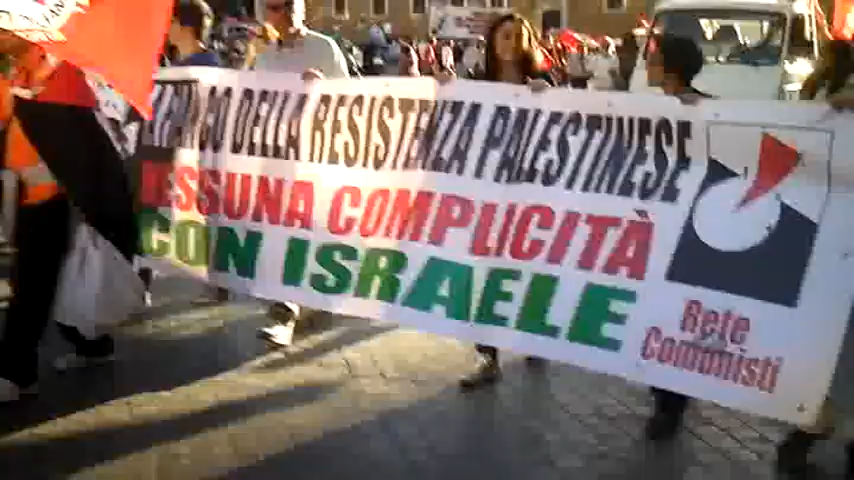 DELLA RESISTENZA PALESTINESE
NESSUNA COMPLICITÀ
CON ISRAELE
Rete
Comunisti